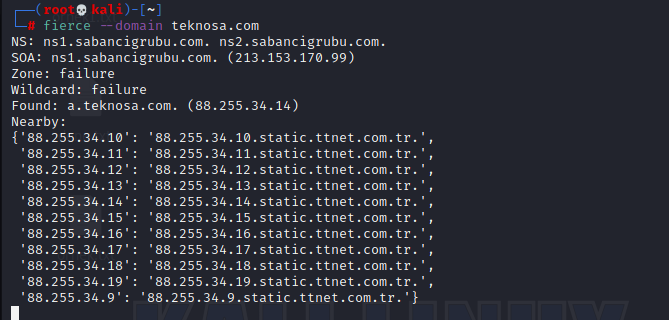 (root💀kali)-[~]
# fierce --domain teknosa.com
NS: ns1.sabancigrubu.com. ns2.sabancigrubu.com.
SOA: ns1.sabancigrubu.com. (213.153.170.99)
Zone: failure
Wildcard: failure
Found: a.teknosa.com. (88.255.34.14)
Nearby:
{'88.255.34.10': '88.255.34.10.static.ttnet.com.tr.',
'88.255.34.11': '88.255.34.11.static.ttnet.com.tr.',
'88.255.34.12': '88.255.34.12.static.ttnet.com.tr.',
'88.255.34.13': '88.255.34.13.static.ttnet.com.tr.',
'88.255.34.14': '88.255.34.14.static.ttnet.com.tr.',
'88.255.34.15': '88.255.34.15.static.ttnet.com.tr.',
'88.255.34.16': '88.255.34.16.static.ttnet.com.tr.',
'88.255.34.17': '88.255.34.17.static.ttnet.com.tr.',
'88.255.34.18': '88.255.34.18.static.ttnet.com.tr.',
'88.255.34.19': '88.255.34.19.static.ttnet.com.tr.',
'88.255.34.9': '88.255.34.9.static.ttnet.com.tr.'}